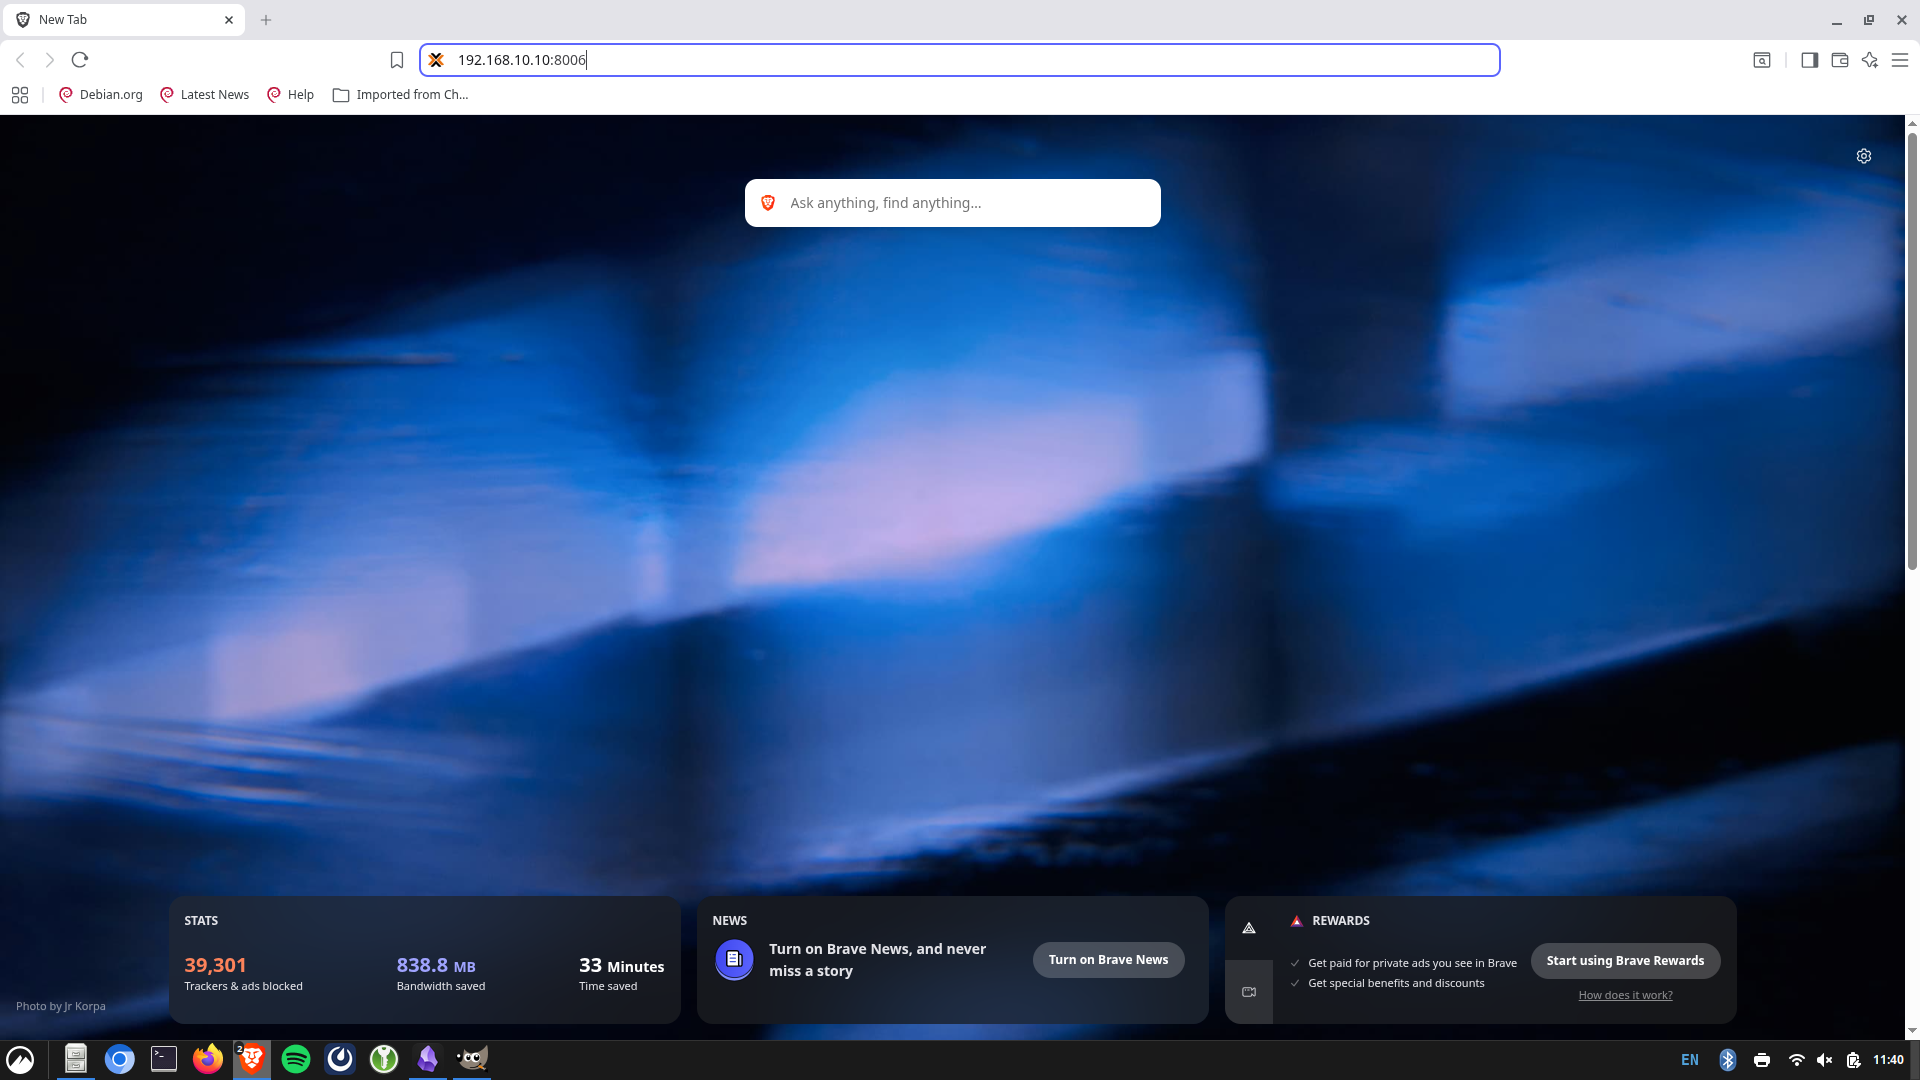 New Tab
192.168.10.10:8006
Debian.org
Latest News
Help
Imported from Ch...
Ask anything, find anything...
STATS
39,301
Trackers & ads blocked
838.8 MB
Bandwidth saved
33 Minutes
Time saved
NEWS
Turn on Brave News, and never
miss a story
Turn on Brave News
REWARDS
Get paid for private ads you see in Brave
Get special benefits and discounts
Start using Brave Rewards
How does it work?
Photo by Jr Korpa
2
EN
11:40